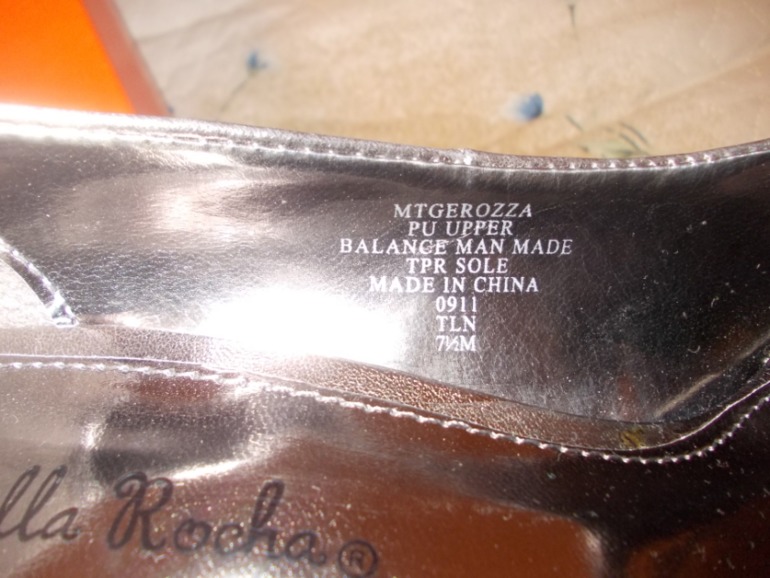 MTGEROZZA
PU UPPER
BALANCE MAN MADE
TPR SOLE
MADE IN CHINA
0911
TLN
7½M
lla Rocha®